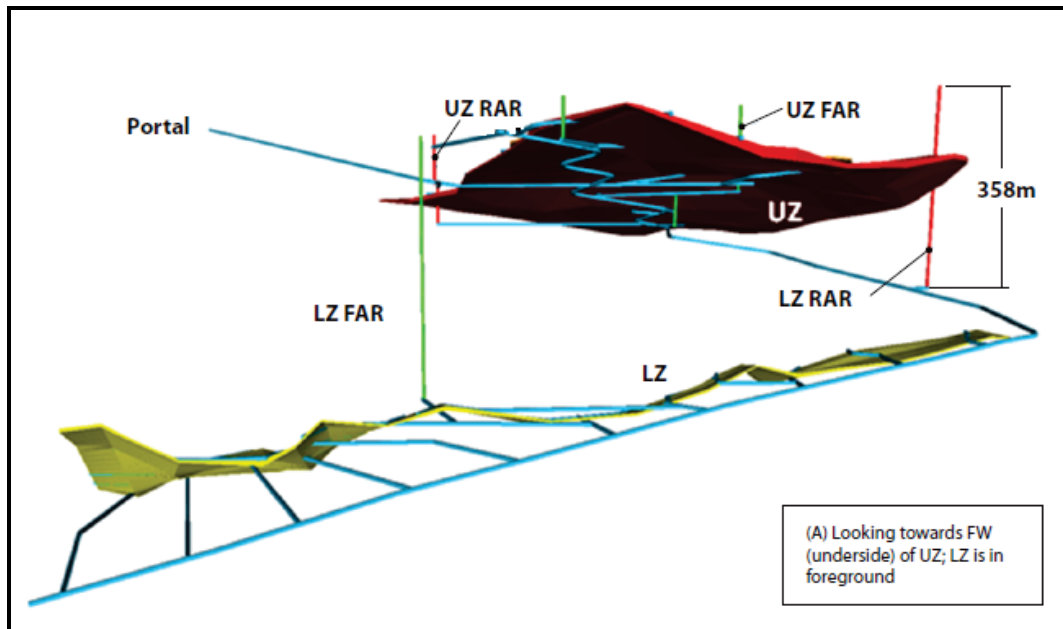 UZ RAR
UZ FAR
Portal
358m
UZ
LZ RAR
LZ FAR
LZ
(A) Looking towards FW
(underside) of UZ; LZ is in
foreground